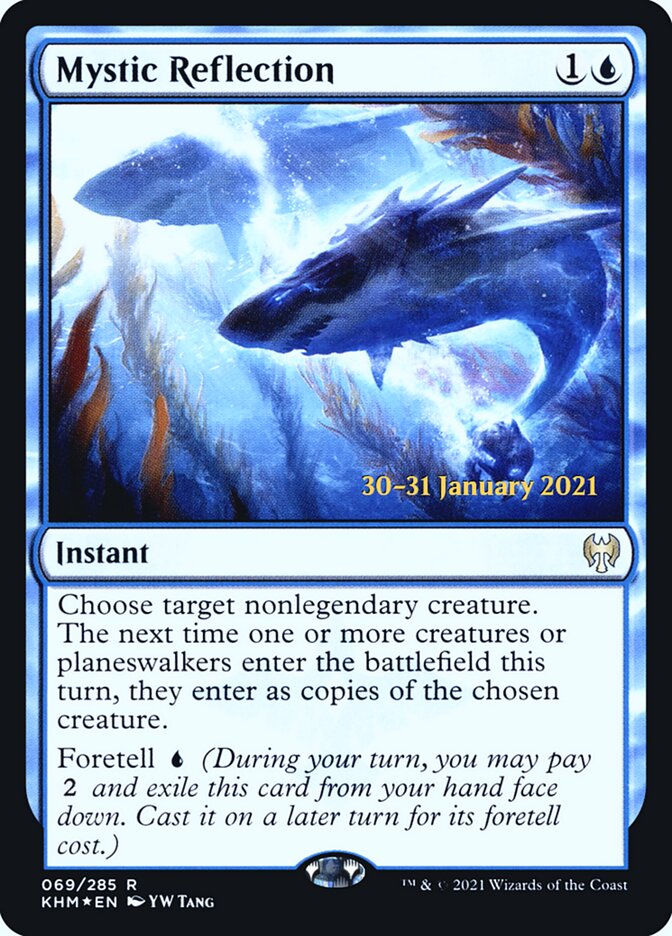 Mystic Reflection
1
30–31 January 2021
Instant
Choose target nonlegendary creature.
The next time one or more creatures or
planeswalkers enter the battlefield this
turn, they enter as copies of the chosen
creature.
Foretell (During your turn, you may pay
2 and exile this card from your hand face
down. Cast it on a later turn for its foretell
cost.)
069/285 R
KHM★EN YW Tang
™ & © 2021 Wizards of the Coast